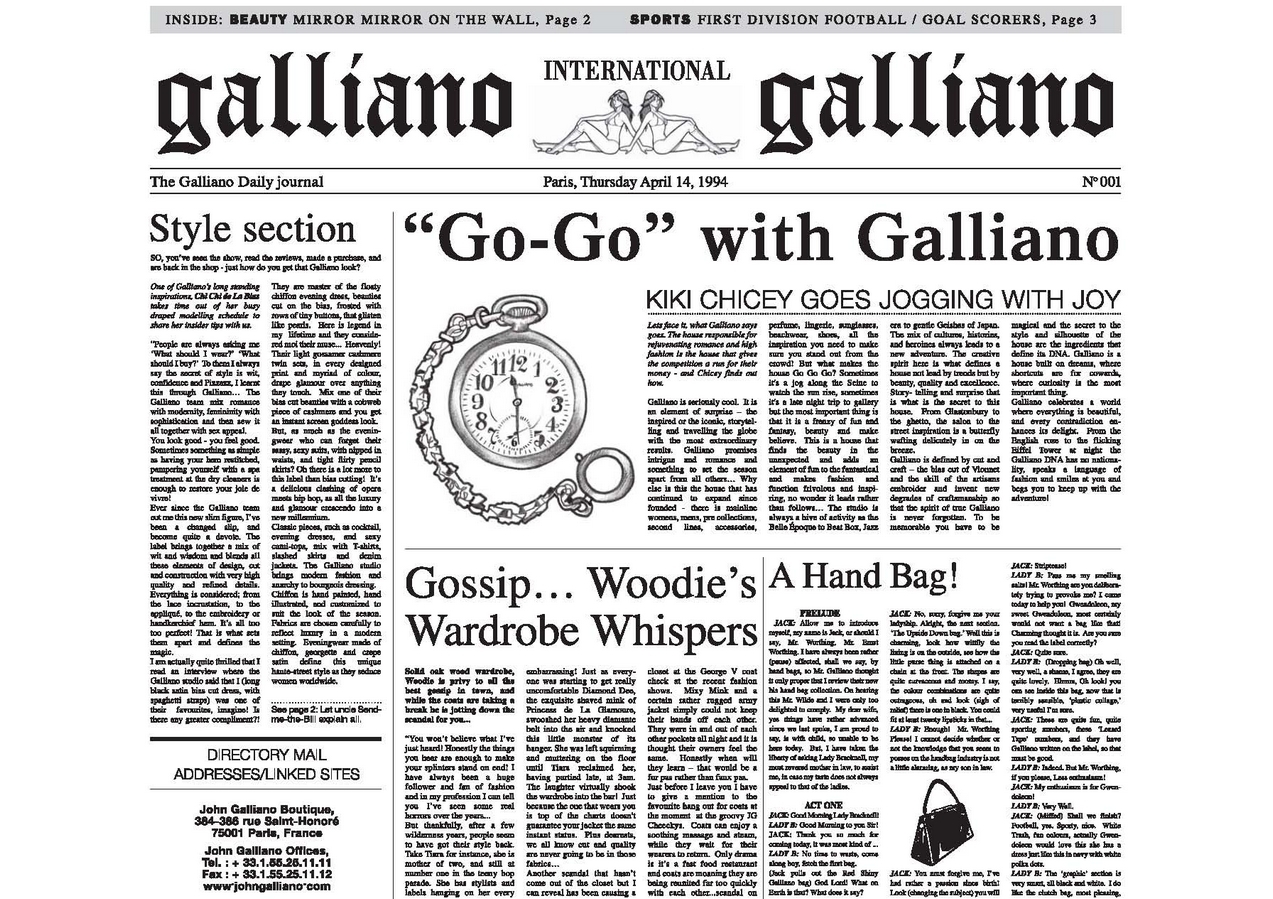 INSIDE: BEAUTY MIRROR MIRROR ON THE WALL, Page 2 SPORTS FIRST DIVISION FOOTBALL / GOAL SCORERS, Page 3
galliano INTERNATIONAL galliano
The Galliano Daily journal Paris, Thursday April 14, 1994 Nº 001
Style section
SO, you've seen the show, read the reviews, made a purchase, and
are back in the shop - just how do you get that Galliano look?
One of Galliano's long standing
inspirations, Chi Chi de La Bias
takes time out of her busy
draped modelling schedule to
share her insider tips with us.
"People are always asking me
'What should I wear?' 'What
should I buy?' To them I always
say the secret of style is wit,
confidence and Pizzazz, I learnt
this through Galliano... The
Galliano team mix romance
with modernity, femininity with
sophistication and then sew it
all together with sex appeal.
You look good - you feel good.
Sometimes something as simple
as having your hem restitched,
pampering yourself with a spa
treatment at the dry cleaners is
enough to restore your joie de
vivre!
Ever since the Galliano team
cut me this new slim figure, I've
been a changed slip, and
become quite a devote. The
label brings together a mix of
wit and wisdom and blends all
these elements of design, cut
and construction with very high
quality and refined details.
Everything is considered; from
the lace incrustation, to the
appliqué, to the embroidery or
handkerchief hem. It's all too
too perfect! That is what sets
them apart and defines the
magic.
I am actually quite thrilled that I
read an interview where the
Galliano studio said that I (long
black satin bias cut dress, with
spaghetti straps) was one of
their favourites, imagine! Is
there any greater compliment?!
They are master of the floaty
chiffon evening dress, beauties
cut on the bias, frosted with
rows of tiny buttons, that glisten
like pearls. Here is legend in
my lifetime and they conside-
red moi their muse... Heavenly!
Their light gossamer cashmere
twin sets, in every designed
print and myriad of colour,
drape glamour over anything
they touch. Mix one of their
bias cut beauties with a cobweb
piece of cashmere and you get
an instant screen goddess look.
But, as much as the evenin-
gwear who can forget their
sassy, sexy suits, with nipped in
waists, and tight flirty pencil
skirts? Oh there is a lot more to
this label than bias cutting! It's
a delicious clashing of opera
meets hip hop, as all the luxury
and glamour crescendo into a
new millennium.
Classic pieces, such as cocktail,
evening dresses, and sexy
cami-tops, mix with T-shirts,
slashed skirts and denim
jackets. The Galliano studio
brings modern fashion and
anarchy to bourgeois dressing.
Chiffon is hand painted, hand
illustrated, and customized to
suit the look of the season.
Fabrics are chosen carefully to
reflect luxury in a modern
setting. Eveningwear made of
chiffon, georgette and crepe
satin define this unique
haute-street style as they seduce
women worldwide.
See page 2: Let uncle Send-
me-the-Bill explain all.
DIRECTORY MAIL
ADDRESSES/LINKED SITES
John Galliano Boutique,
384-386 rue Saint-Honoré
75001 Paris, France
John Galliano Offices,
Tel. : + 33.1.55.25.11.11
Fax : + 33.1.55.25.11.12
www•johngalliano•com
"Go-Go" with Galliano
KIKI CHICEY GOES JOGGING WITH JOY
Lets face it, what Galliano says
goes. The house responsible for
rejuvenating romance and high
fashion is the house that gives
the competition a run for their
money - and Chicey finds out
how.
Galliano is seriously cool. It is
an element of surprise – the
inspired or the iconic, storytel-
ling and travelling the globe
with the most extraordinary
results. Galliano promises
intrigue and romance and
something to set the season
apart from all others... Why
else is this the house that has
continued to expand since
founded - there is mainline
womens, mens, pre collections,
second lines, accessories,
perfume, lingerie, sunglasses,
beachwear, shoes, all the
inspiration you need to make
sure you stand out from the
crowd! But what makes the
house Go Go Go? Sometimes
it's a jog along the Seine to
watch the sun rise, sometimes
it's a late night trip to gallery
but the most important thing is
that it is a frenzy of fun and
fantasy, beauty and make
believe. This is a house that
finds the beauty in the
unexpected and adds an
element of fun to the fantastical
and makes fashion and
function frivolous and inspi-
ring, no wonder it leads rather
than follows... The studio is
always a hive of activity as the
Belle Époque to Beat Box, Jazz
era to gentle Geishes of Japan.
The mix of cultures, histories,
and heroines always leads to a
new adventure. The creative
spirit here is what defines a
house not lead by trends but by
beauty, quality and excellence.
Story- telling and surprise that
is what is the secret to this
house. From Glastonbury to
the ghetto, the salon to the
street inspiration is a butterfly
wafting delicately in on the
breeze.
Galliano is defined by cut and
craft – the bias cut of Vionnet
and the skill of the artisans
embroider and invent new
degrades of craftsmanship so
that the spirit of true Galliano
is never forgotten. To be
memorable you have to be
magical and the secret to the
style and silhouette of the
house are the ingredients that
define its DNA. Galliano is a
house built on dreams, where
shortcuts are for cowards,
where curiosity is the most
important thing.
Galliano celebrates a world
where everything is beautiful,
and every contradiction en-
hances its delight. From the
English rose to the flicking
Eiffel Tower at night the
Galliano DNA has no nationa-
lity, speaks a language of
fashion and smiles at you and
begs you to keep up with the
adventure!
Gossip... Woodie's
Wardrobe Whispers
Solid oak wood wardrobe,
Woodie is privy to all the
best gossip in town, and
while the coats are taking a
break he is jotting down the
scandal for you...
"You won't believe what I've
just heard! Honestly the things
you hear are enough to make
your splinters stand on end! I
have always been a huge
follower and fan of fashion
and in my profession I can tell
you I've seen some real
horrors over the years...
But thankfully, after a few
wilderness years, people seem
to have got their style back.
Take Tiara for instance, she is
mother of two, and still at
number one in the teeny bop
parade. She has stylists and
labels hanging on her every
embarrassing! Just as every-
one was starting to get really
uncomfortable Diamond Dee,
the exquisite shaved mink of
Princess de La Glamoure,
swooshed her heavy diamante
belt into the air and knocked
this little monster of its
hanger. She was left squirming
and muttering on the floor
until Tiara reclaimed her,
having partied late, at 3am.
The laughter virtually shook
the wardrobe into the bar! Just
because the one that wears you
is top of the charts doesn't
guarantee your jacket the same
instant status. Plus dearests,
we all know cut and quality
are never going to be in those
fabrics...
Another scandal that hasn't
come out of the closet but I
can reveal has been causing a
closet at the George V coat
check at the recent fashion
shows. Mixy Mink and a
certain rather rugged army
jacket simply could not keep
their hands off each other.
They were in and out of each
other pockets all night and it is
thought their owners feel the
same. Honestly when will
they learn – that would be a
fur pas rather than faux pas.
Just before I leave you I have
to give a mention to the
favourite hang out for coats at
the moment at the groovy JG
Cheeckys. Coats can enjoy a
soothing massage and steam,
while they wait for their
wearers to return. Only drama
is it's a fast food restaurant
and coats are moaning they are
being reunited far too quickly
with each other...scandal on
A Hand Bag!
PRELUDE
JACK: Allow me to introduce
myself, my name is Jack, or should I
say, Mr. Worthing. Mr. Ernst
Worthing. I have always been rather
(pause) affected, shall we say, by
hand bags, so Mr. Galliano thought
it only proper that I review their new
his hand bag collection. On hearing
this Mr. Wilde and I were only too
delighted to comply. My dear wife,
yes things have rather advanced
since we last spoke, I am proud to
say, is with child, so unable to be
here today. But, I have taken the
liberty of asking Lady Bracknell, my
most revered mother in law, to assist
me, in case my taste does not always
appeal to that of the ladies.
ACT ONE
JACK: Good Morning Lady Bracknell!
LADY B: Good Morning to you Sir!
JACK: Thank you so much for
coming today, it was most kind of ...
LADY B: No time to waste, come
along boy, fetch the first bag.
(Jack pulls out the Red Shiny
Galliano bag) God Lord! What on
Earth is that? What does it say?
JACK: No, sorry, forgive me your
ladyship. Alright, the next section.
'The Upside Down bag.' Well this is
charming, look how wittily the
lining is on the outside, see how the
little purse thing is attached on a
chain at the front. The shapes are
quite curvaceous and roomy. I say,
the colour combinations are quite
outrageous, oh and look (sigh of
relief) there is one in black. You could
fit at least twenty lipsticks in that...
LADY B: Enough! Mr. Worthing
Please! I cannot decide whether or
not the knowledge that you seem to
posses on the handbag industry is not
a little alarming, as my son in law.
JACK: You must forgive me, I've
had rather a passion since birth!
Look (changing the subject) you will
JACK: Striptease!
LADY B: Pass me my smelling
salts! Mr. Worthing are you delibera-
tely trying to provoke me? I came
today to help you! Gwendoleen, my
sweet Gwendoleen, most certainly
would not want a bag like that!
Charming thought it is. Are you sure
you read the label correctly?
JACK: Quite sure.
LADY B: (Dropping bag) Oh well,
very well, a shame, I agree, they are
quite lovely. Hmmm, Oh look! you
can see inside this bag, now that is
terribly sensible, 'plastic collage,'
very useful I'm sure.
JACK: These are quite fun, quite
sporting numbers, these 'Leased
Tape' numbers, and they have
Galliano written on the label, so that
must be good.
LADY B: Indeed. But Mr. Worthing,
if you please, Less enthusiasm!
JACK: My enthusiasm is for Gwen-
doleen!
LADY B: Very Well.
JACK: (Miffed) Shall we finish?
Football, yes. Sporty, nice. White
Trash, fun colours, actually Gwen-
doleen would love this she has a
dress just like this in navy with white
polka dots.
LADY B: The 'graphic' section is
very smart, all black and white. I do
like the clutch bag, most pleasing,